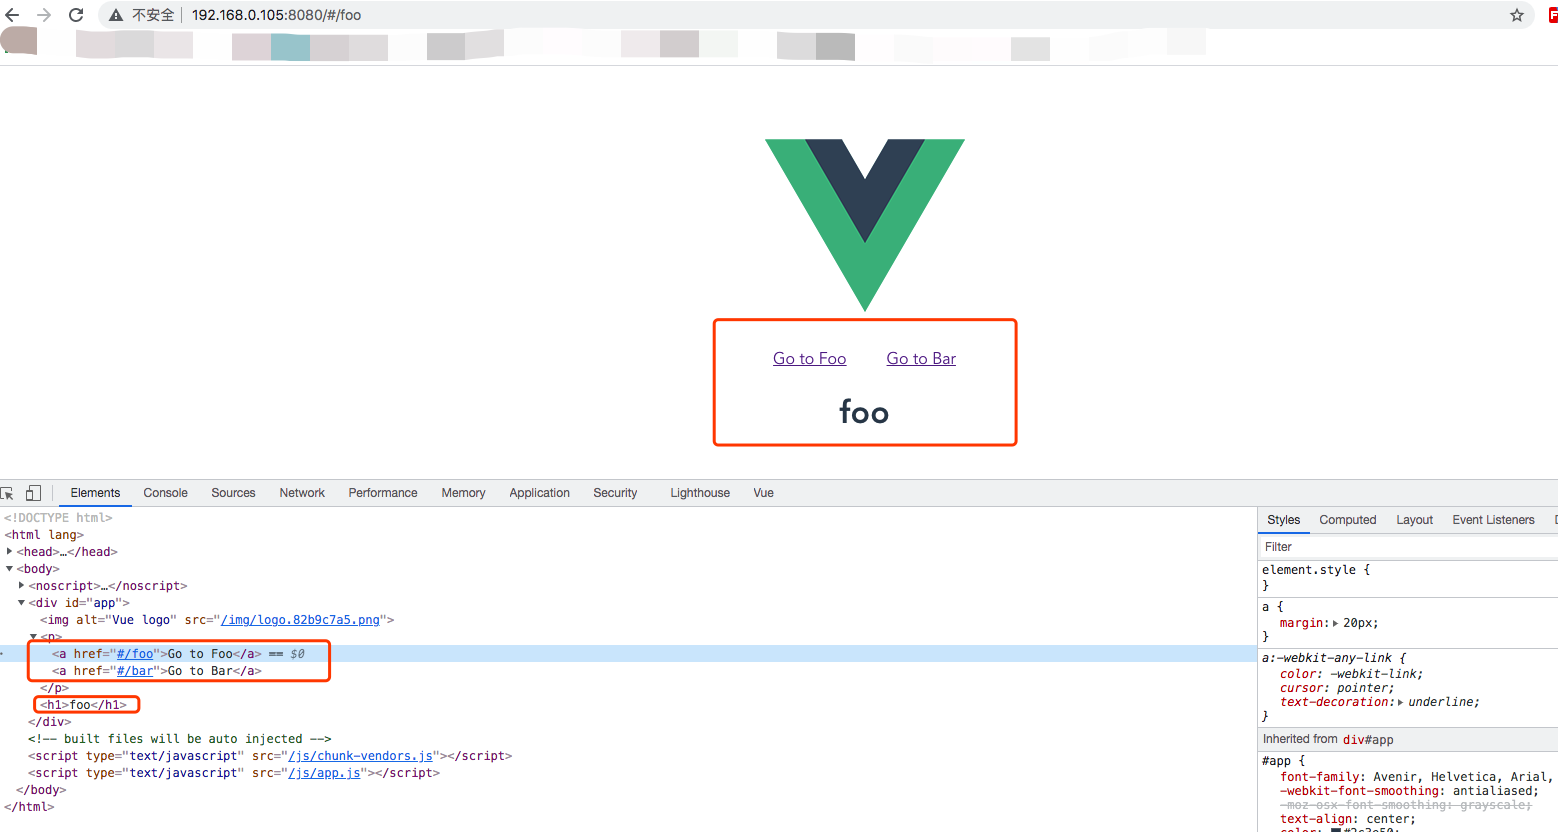 不安全 192.168.0.105:8080/#/foo
Go to Foo Go to Bar
foo
Elements Console Sources Network Performance Memory Application Security Lighthouse Vue
<!DOCTYPE html>
<html lang>
<head>…</head>
<body>
<noscript>…</noscript>
<div id="app">
<img alt="Vue logo" src="/img/logo.82b9c7a5.png">
<p>
<a href="#/foo">Go to Foo</a> == $0
<a href="#/bar">Go to Bar</a>
</p>
<h1>foo</h1>
</div>
<!-- built files will be auto injected -->
<script type="text/javascript" src="/js/chunk-vendors.js"></script>
<script type="text/javascript" src="/js/app.js"></script>
</body>
</html>
Styles Computed Layout Event Listeners
Filter
element.style {
}
a {
margin: 20px;
}
a:-webkit-any-link {
color: -webkit-link;
cursor: pointer;
text-decoration: underline;
}
Inherited from div#app
#app {
font-family: Avenir, Helvetica, Arial,
-webkit-font-smoothing: antialiased;
-moz-osx-font-smoothing: grayscale;
text-align: center;
color: #2c3e50;